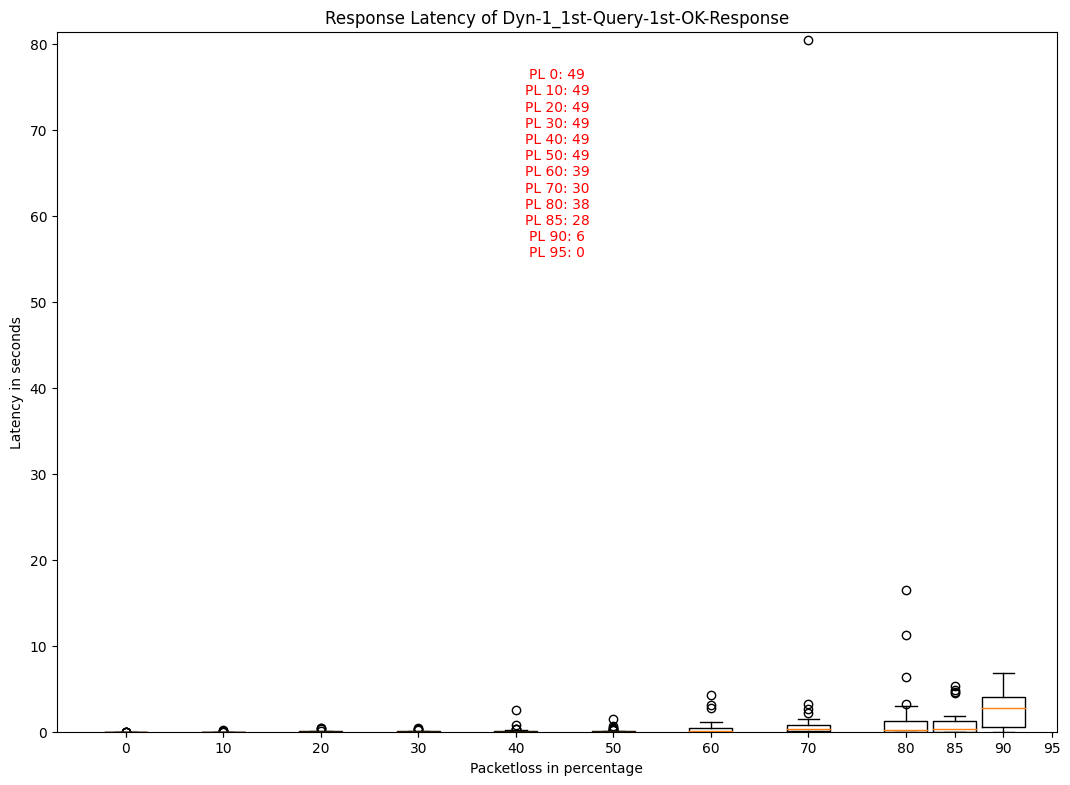 Response Latency of Dyn-1_1st-Query-1st-OK-Response
80
70
60
50
40
30
20
10
0
Latency in seconds
PL 0: 49
PL 10: 49
PL 20: 49
PL 30: 49
PL 40: 49
PL 50: 49
PL 60: 39
PL 70: 30
PL 80: 38
PL 85: 28
PL 90: 6
PL 95: 0
0 10 20 30 40 50 60 70 80 85 90 95
Packetloss in percentage